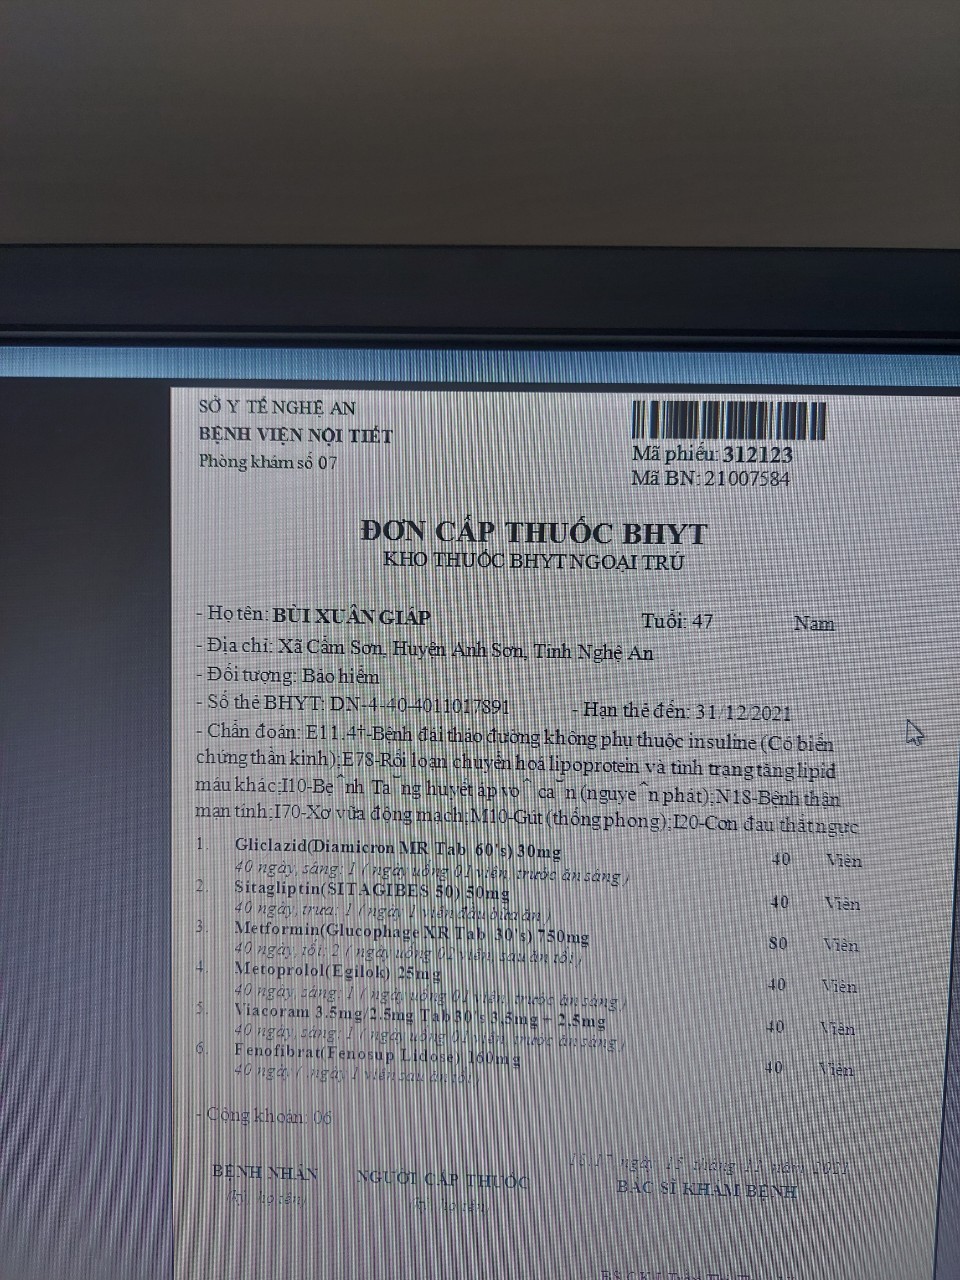 SỞ Y TẾ NGHỆ AN
BỆNH VIỆN NỘI TIẾT
Phòng khám số 07
Mã phiếu: 312123
Mã BN: 21007584
ĐƠN CẤP THUỐC BHYT
KHO THUỐC BHYT NGOẠI TRÚ
- Họ tên: BÙI XUÂN GIÁP Tuổi: 47 Nam
- Địa chỉ: Xã Cẩm Sơn, Huyện Anh Sơn, Tỉnh Nghệ An
- Đối tượng: Bảo hiểm
- Số thẻ BHYT: DN-4-40-4011017891 - Hạn thẻ đến: 31/12/2021
- Chẩn đoán: E11.4†-Bệnh đái tháo đường không phụ thuộc insuline (Có biến
chứng thần kinh);E78-Rối loạn chuyển hoá lipoprotein và tình trạng tăng lipid
máu khác;I10-Be ̂nh Ta ̆ng huyết áp vo ̂ ca ̆n (nguye ̂n phát);N18-Bệnh thận
mạn tính;I70-Xơ vữa động mạch;M10-Gút (thống phong);I20-Cơn đau thắt ngực
1. Gliclazid(Diamicron MR Tab 60's) 30mg 40 Viên
40 ngày, sáng: 1 ( ngày uống 01 viên, trước ăn sáng )
2. Sitagliptin(SITAGIBES 50) 50mg 40 Viên
40 ngày, trưa: 1 ( ngày 1 viên đầu bữa ăn )
3. Metformin(Glucophage XR Tab 30's) 750mg 80 Viên
40 ngày, tối: 2 ( ngày uống 02 viên, sau ăn tối )
4. Metoprolol(Egilok) 25mg 40 Viên
40 ngày, sáng: 1 ( ngày uống 01 viên, trước ăn sáng )
5. Viacoram 3.5mg/2.5mg Tab 30's 3,5mg + 2,5mg 40 Viên
40 ngày, sáng: 1 ( ngày uống 01 viên, trước ăn sáng )
6. Fenofibrat(Fenosup Lidose) 160mg 40 Viên
40 ngày ( ngày 1 viên sau ăn tối )
- Cộng khoản: 06
ngày 15 tháng 11 năm 2021
BỆNH NHÂN NGƯỜI CẤP THUỐC BÁC SĨ KHÁM BỆNH
(ký, họ tên) (ký, họ tên)